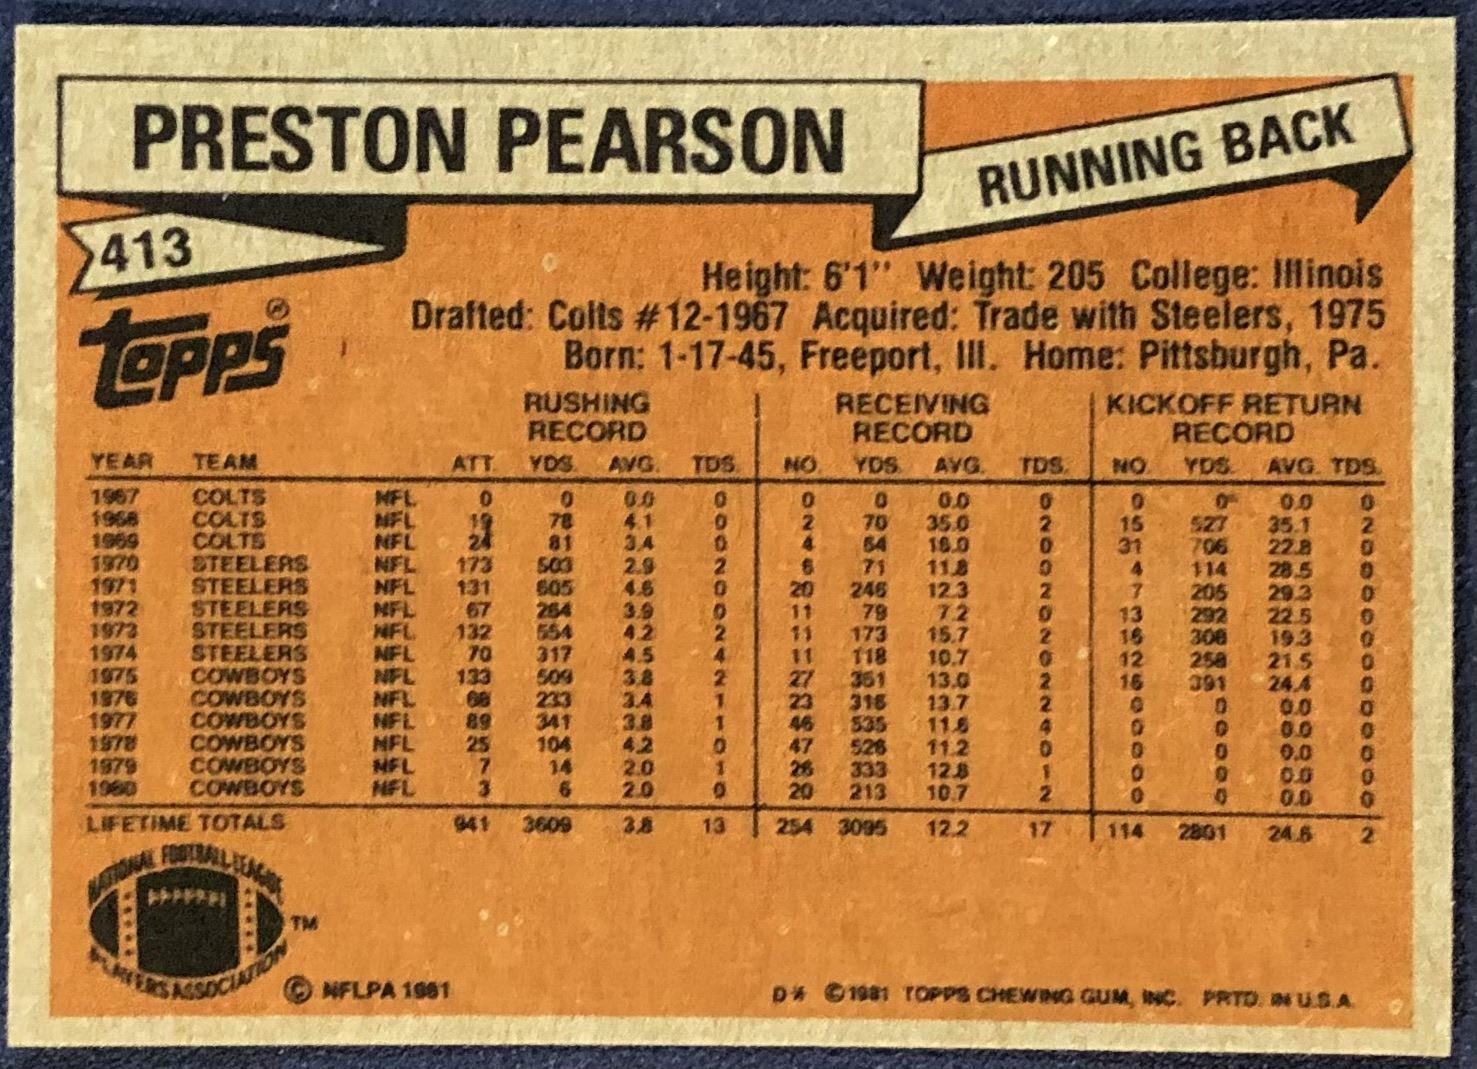 PRESTON PEARSON
RUNNING BACK
413
TOPPS ®
Height: 6'1'' Weight: 205 College: Illinois
Drafted: Colts #12-1967 Acquired: Trade with Steelers, 1975
Born: 1-17-45, Freeport, Ill. Home: Pittsburgh, Pa.
RUSHING RECORD RECEIVING RECORD KICKOFF RETURN RECORD
YEAR TEAM ATT. YDS. AVG. TDS. NO. YDS. AVG. TDS. NO. YDS. AVG. TDS.
1967 COLTS NFL 0 0 0.0 0 0 0 0.0 0 0 0 0.0 0
1968 COLTS NFL 19 78 4.1 0 2 70 35.0 2 15 527 35.1 2
1969 COLTS NFL 24 81 3.4 0 4 64 16.0 0 31 706 22.8 0
1970 STEELERS NFL 173 503 2.9 2 6 71 11.8 0 4 114 28.5 0
1971 STEELERS NFL 131 605 4.6 0 20 246 12.3 2 7 205 29.3 0
1972 STEELERS NFL 67 264 3.9 0 11 79 7.2 0 13 292 22.5 0
1973 STEELERS NFL 132 554 4.2 2 11 173 15.7 2 16 308 19.3 0
1974 STEELERS NFL 70 317 4.5 4 11 118 10.7 0 12 258 21.5 0
1975 COWBOYS NFL 133 509 3.8 2 27 351 13.0 2 16 391 24.4 0
1976 COWBOYS NFL 68 233 3.4 1 23 316 13.7 2 0 0 0.0 0
1977 COWBOYS NFL 89 341 3.8 1 46 535 11.6 4 0 0 0.0 0
1978 COWBOYS NFL 25 104 4.2 0 47 526 11.2 0 0 0 0.0 0
1979 COWBOYS NFL 7 14 2.0 1 26 333 12.8 1 0 0 0.0 0
1980 COWBOYS NFL 3 6 2.0 0 20 213 10.7 2 0 0 0.0 0
LIFETIME TOTALS 941 3609 3.8 13 254 3095 12.2 17 114 2801 24.6 2
NATIONAL FOOTBALL LEAGUE
PLAYERS ASSOCIATION
TM
© NFLPA 1981
D* © 1981 TOPPS CHEWING GUM, INC. PRTD. IN U.S.A.